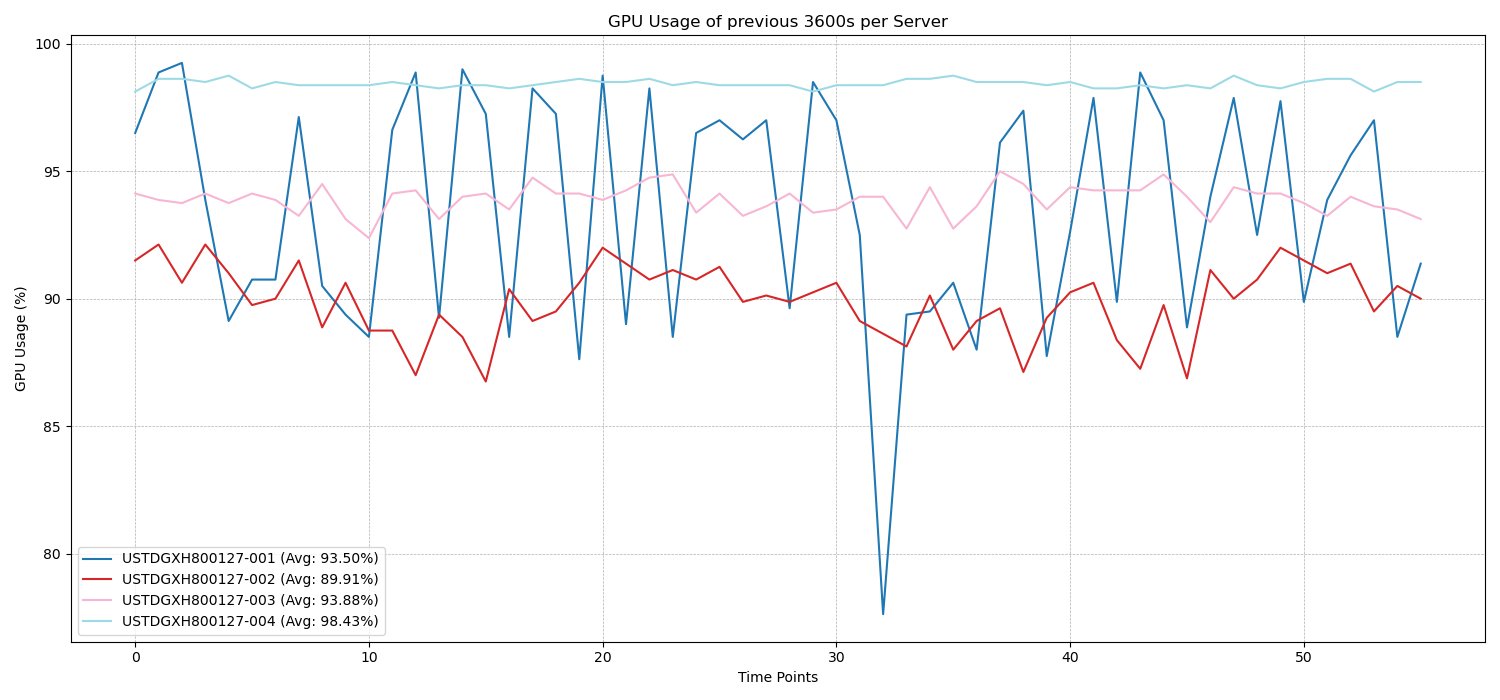 GPU Usage of previous 3600s per Server
100
95
90
85
80
GPU Usage (%)
USTDGXH800127-001 (Avg: 93.50%)
USTDGXH800127-002 (Avg: 89.91%)
USTDGXH800127-003 (Avg: 93.88%)
USTDGXH800127-004 (Avg: 98.43%)
0 10 20 30 40 50
Time Points